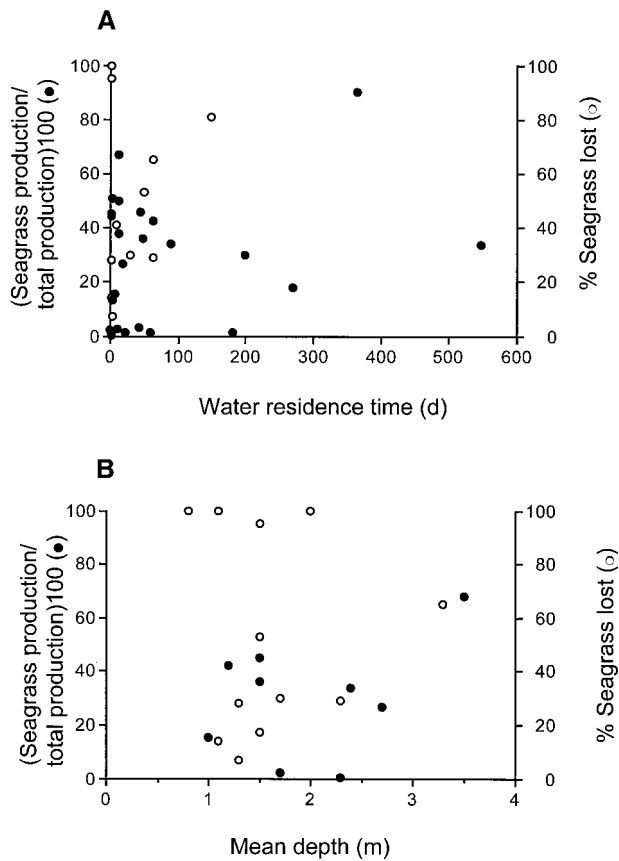 A
(Seagrass production/
total production)100 (●)
100
80
60
40
20
0
100
80
60
40
20
0
% Seagrass lost (○)
0 100 200 300 400 500 600
Water residence time (d)
B
(Seagrass production/
total production)100 (●)
100
80
60
40
20
0
100
80
60
40
20
0
% Seagrass lost (○)
0 1 2 3 4
Mean depth (m)